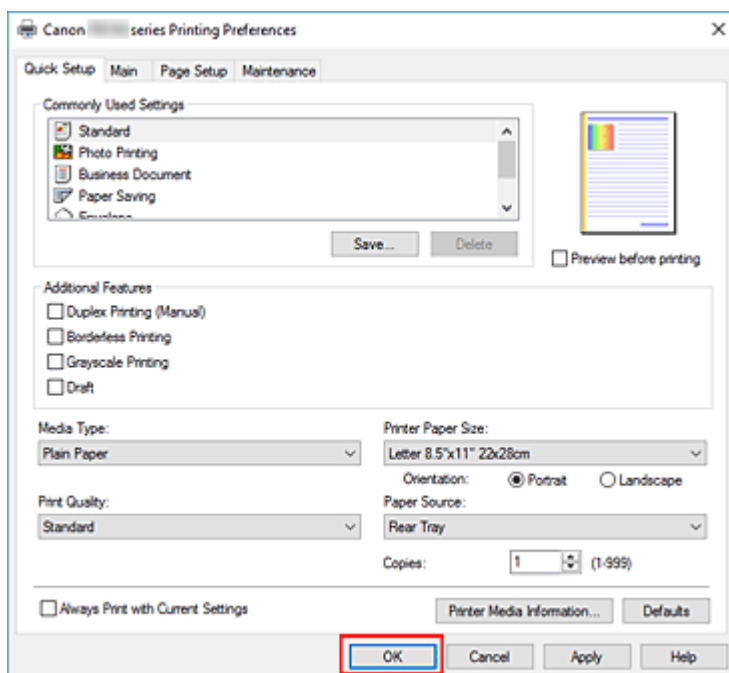 Canon series Printing Preferences
Quick Setup Main Page Setup Maintenance
Commonly Used Settings
Standard
Photo Printing
Business Document
Paper Saving
Save... Delete
Preview before printing
Additional Features
Duplex Printing (Manual)
Borderless Printing
Grayscale Printing
Draft
Media Type: Printer Paper Size:
Plain Paper Letter 8.5"x11" 22x28cm
Orientation: Portrait Landscape
Print Quality: Paper Source:
Standard Rear Tray
Copies: 1 (1-999)
Always Print with Current Settings Printer Media Information... Defaults
OK Cancel Apply Help